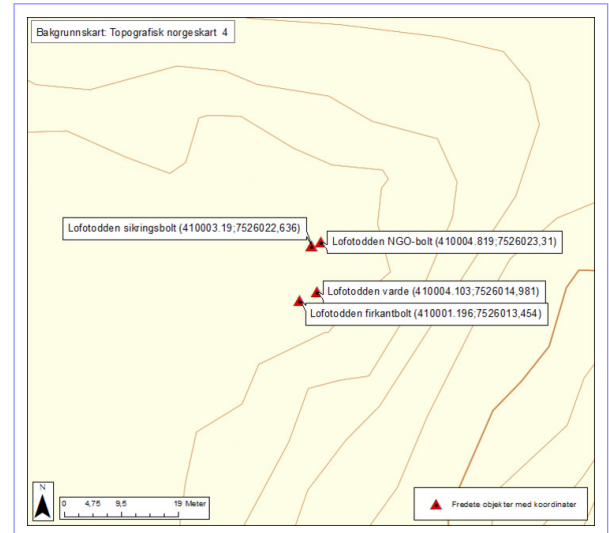 Bakgrunnskart: Topografisk norgeskart 4
Lofotodden sikringsbolt (410003.19;7526022,636)
Lofotodden NGO-bolt (410004.819;7526023,31)
Lofotodden varde (410004.103;7526014,981)
Lofotodden firkantbolt (410001.196;7526013,454)
N
0 4,75 9,5 19 Meter
Fredete objekter med koordinater